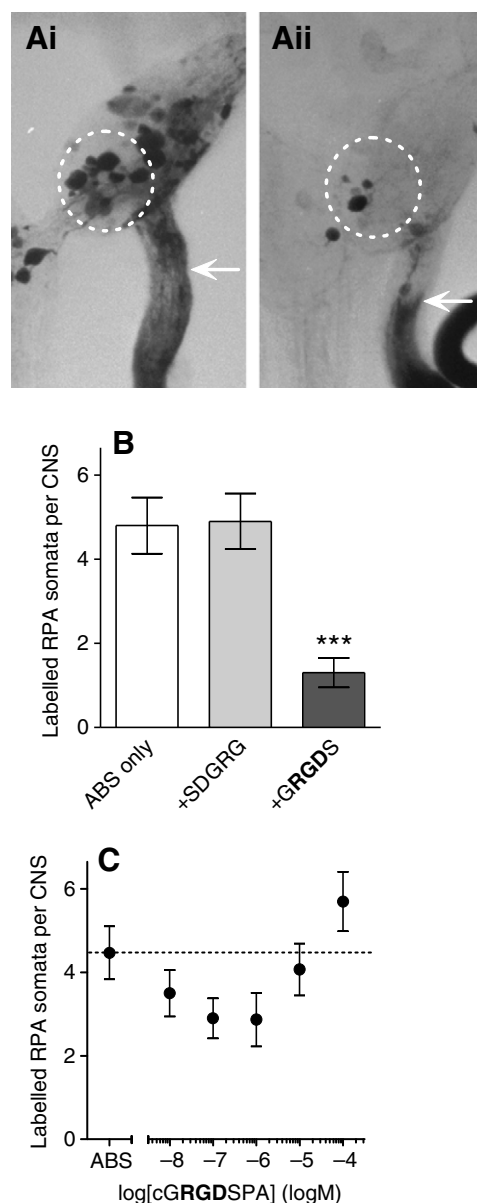 Ai
Aii
B
Labelled RPA somata per CNS
6
4
2
0
***
ABS only
+SDGRG
+GRGDS
C
Labelled RPA somata per CNS
6
4
2
0
ABS
–8
–7
–6
–5
–4
log[cGRGDSPA] (logM)